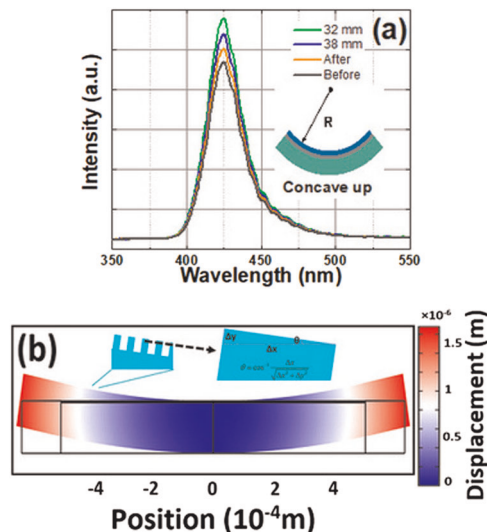 (a)
32 mm
38 mm
After
Before
R
Concave up
Intensity (a.u.)
350
400
450
500
550
Wavelength (nm)
(b)
Δy
θ
Δx
×10⁻⁶
1.5
1
0.5
0
Displacement (m)
-4
-2
0
2
4
Position (10⁻⁴m)